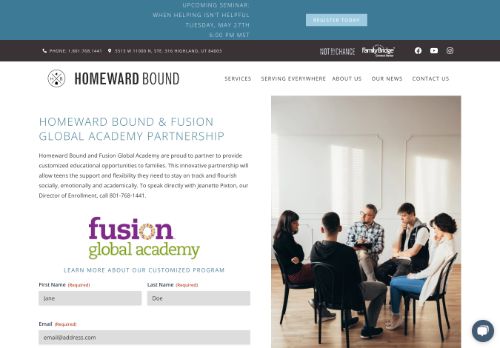 UPCOMING SEMINAR:
WHEN HELPING ISN'T HELPFUL
TUESDAY, MAY 27TH
6:00 PM MST
REGISTER TODAY
PHONE: 1.801.768.1441
5513 W 11000 N, STE. 316 HIGHLAND, UT 84003
NOT BY CHANCE
FamilyBridge
HOMEWARD BOUND
SERVICES
SERVING EVERYWHERE
ABOUT US
OUR NEWS
CONTACT US
HOMEWARD BOUND & FUSION
GLOBAL ACADEMY PARTNERSHIP
Homeward Bound and Fusion Global Academy are proud to partner to provide
customized educational opportunities to families. This innovative partnership will
allow teens the support and flexibility they need to stay on track and flourish
socially, emotionally and academically. To speak directly with Jeanette Pixton, our
Director of Enrollment, call 801-768-1441.
fusion
global academy
LEARN MORE ABOUT OUR CUSTOMIZED PROGRAM
First Name (Required)
Last Name (Required)
Jane
Doe
Email (Required)
email@address.com